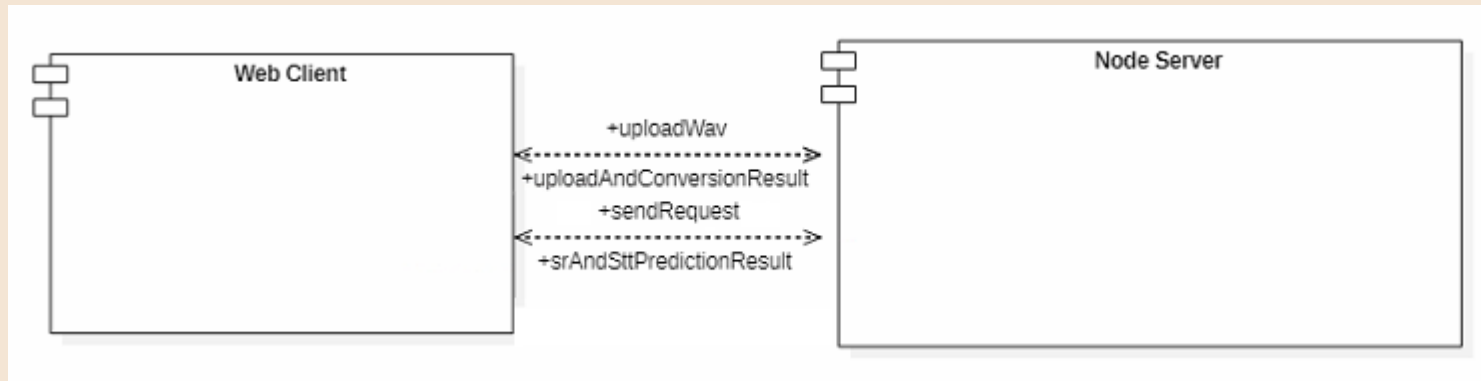 Web Client
Node Server
+uploadWav
+uploadAndConversionResult
+sendRequest
+srAndSttPredictionResult